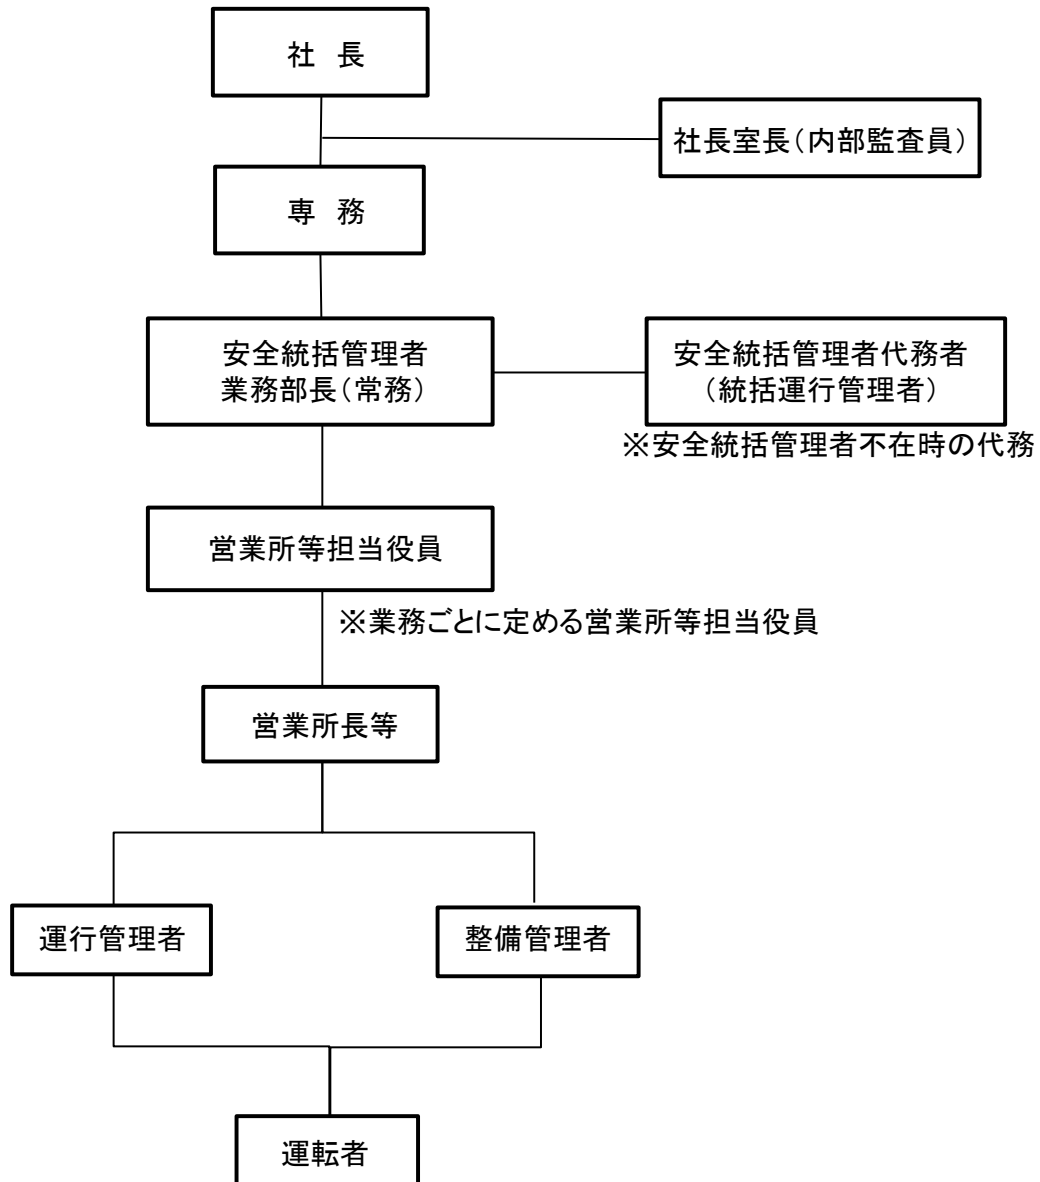 社 長
社長室長(内部監査員)
専 務
安全統括管理者
業務部長(常務)
安全統括管理者代務者
(統括運行管理者)
※安全統括管理者不在時の代務
営業所等担当役員
※業務ごとに定める営業所等担当役員
営業所長等
運行管理者
整備管理者
運転者